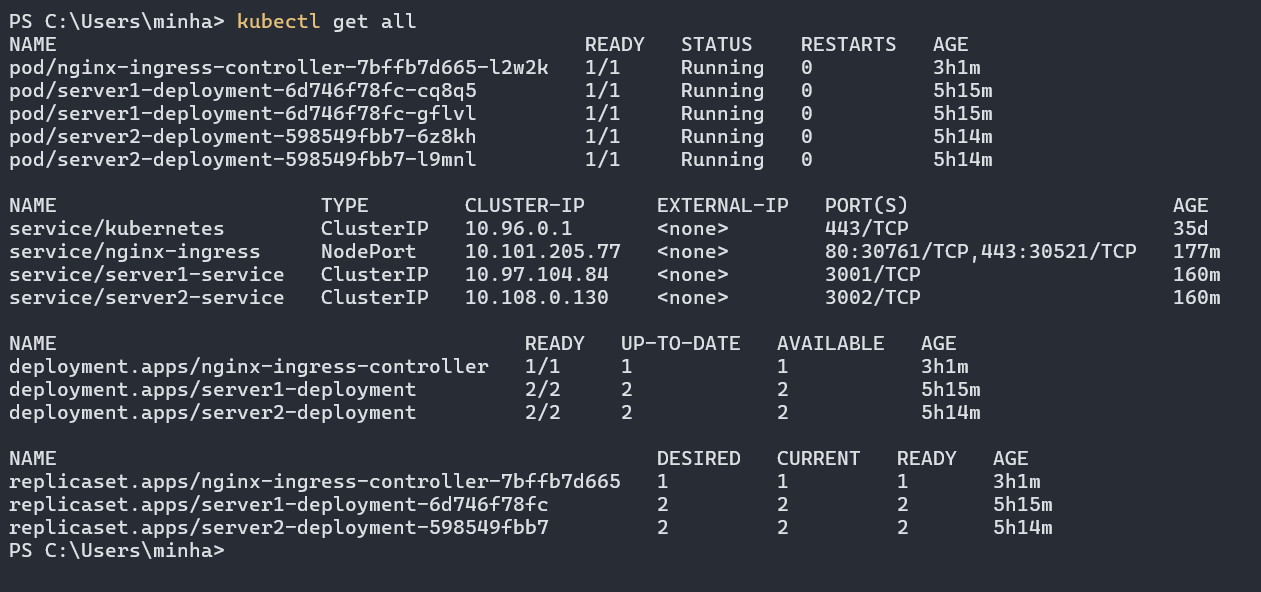 PS C:\Users\minha> kubectl get all
NAME READY STATUS RESTARTS AGE
pod/nginx-ingress-controller-7bffb7d665-l2w2k 1/1 Running 0 3h1m
pod/server1-deployment-6d746f78fc-cq8q5 1/1 Running 0 5h15m
pod/server1-deployment-6d746f78fc-gflvl 1/1 Running 0 5h15m
pod/server2-deployment-598549fbb7-6z8kh 1/1 Running 0 5h14m
pod/server2-deployment-598549fbb7-l9mnl 1/1 Running 0 5h14m
NAME TYPE CLUSTER-IP EXTERNAL-IP PORT(S) AGE
service/kubernetes ClusterIP 10.96.0.1 <none> 443/TCP 35d
service/nginx-ingress NodePort 10.101.205.77 <none> 80:30761/TCP,443:30521/TCP 177m
service/server1-service ClusterIP 10.97.104.84 <none> 3001/TCP 160m
service/server2-service ClusterIP 10.108.0.130 <none> 3002/TCP 160m
NAME READY UP-TO-DATE AVAILABLE AGE
deployment.apps/nginx-ingress-controller 1/1 1 1 3h1m
deployment.apps/server1-deployment 2/2 2 2 5h15m
deployment.apps/server2-deployment 2/2 2 2 5h14m
NAME DESIRED CURRENT READY AGE
replicaset.apps/nginx-ingress-controller-7bffb7d665 1 1 1 3h1m
replicaset.apps/server1-deployment-6d746f78fc 2 2 2 5h15m
replicaset.apps/server2-deployment-598549fbb7 2 2 2 5h14m
PS C:\Users\minha>